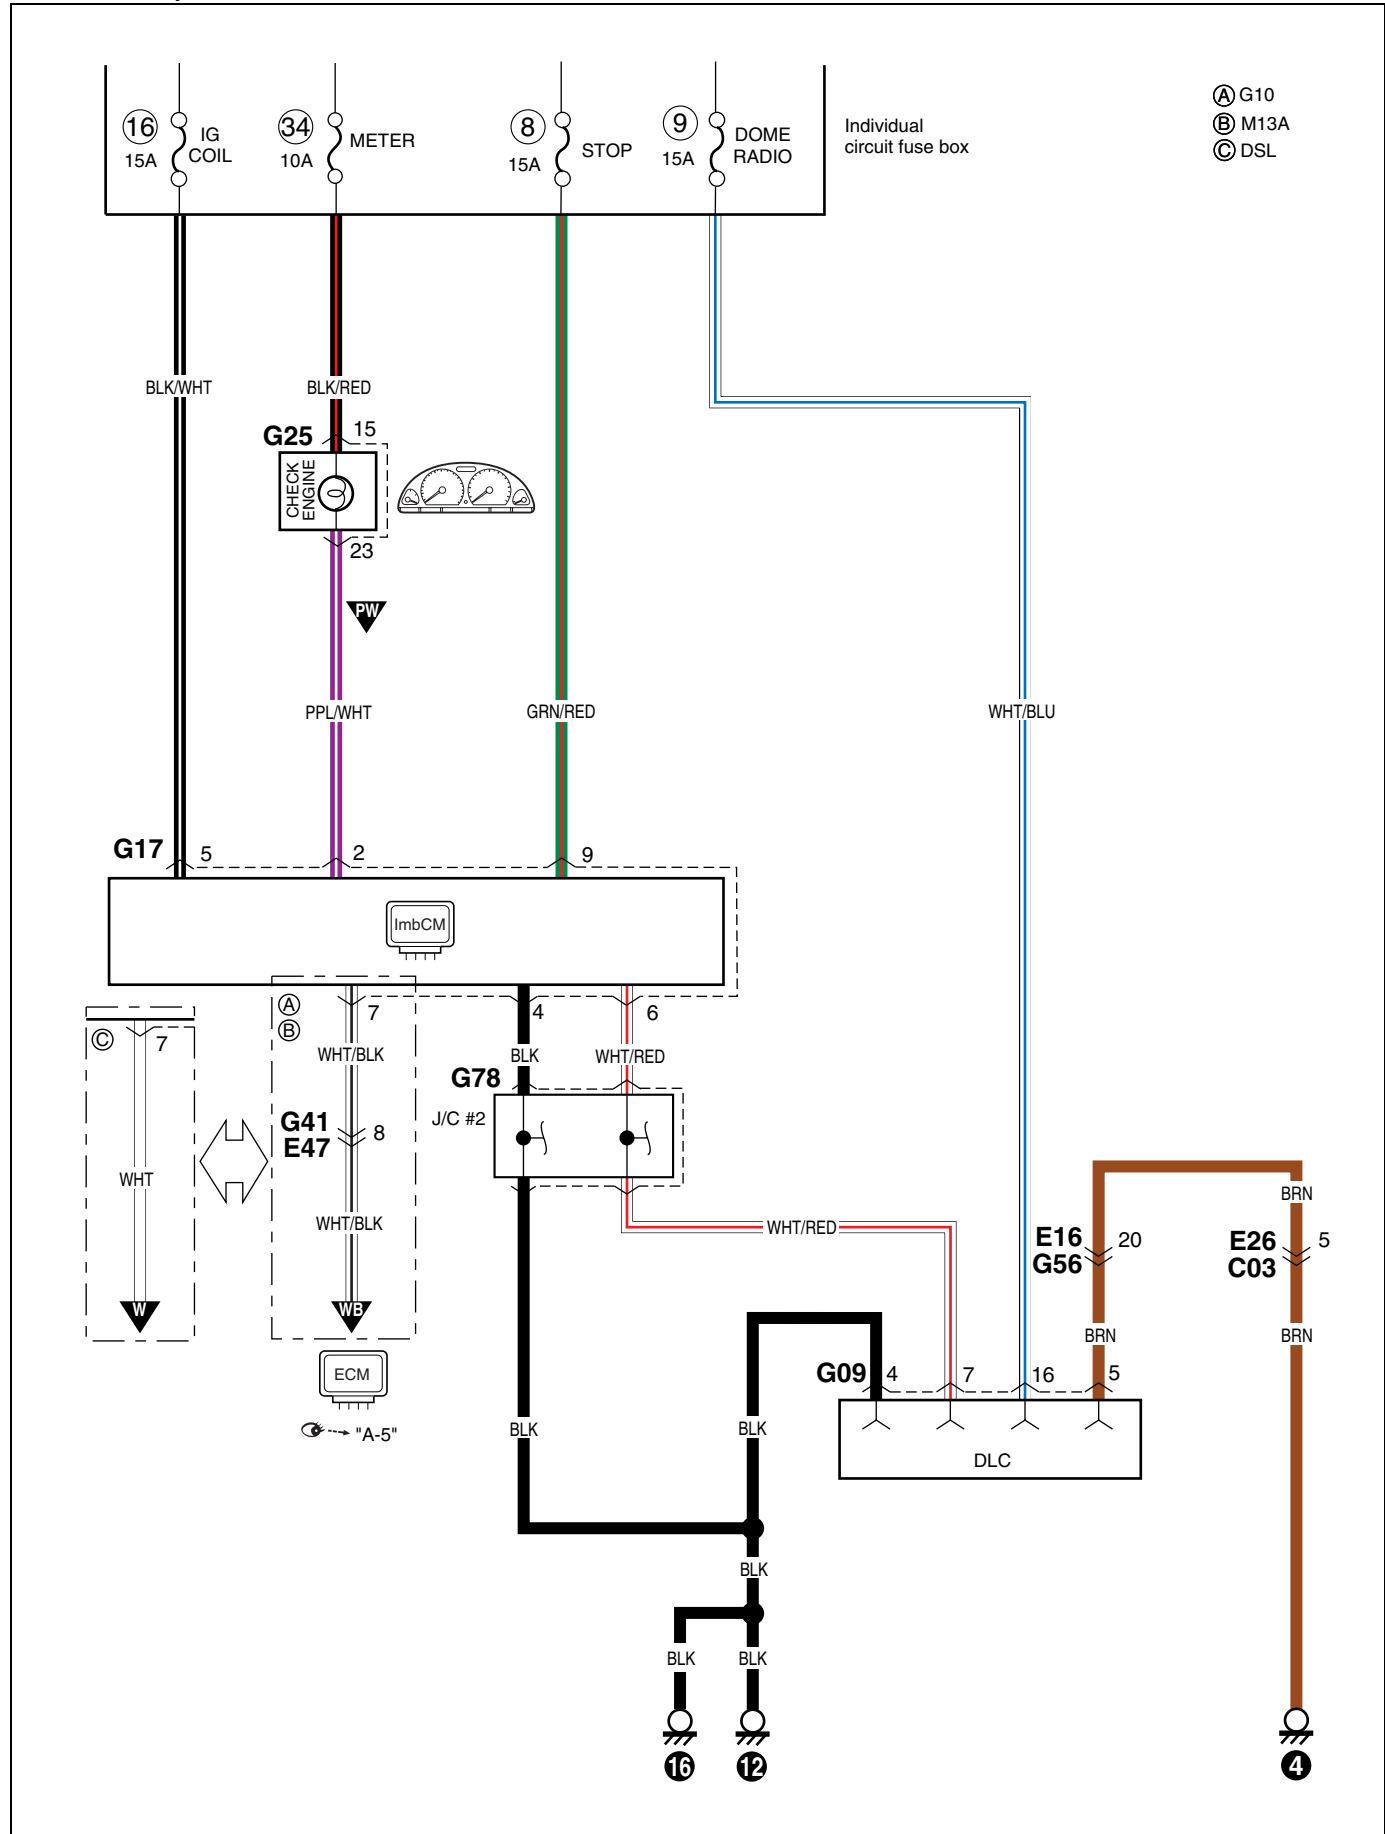 16
15A
IG
COIL
34
10A
METER
8
15A
STOP
9
15A
DOME
RADIO
Individual
circuit fuse box
A G10
B M13A
C DSL
BLK/WHT
BLK/RED
G25
15
CHECK
ENGINE
23
PW
PPL/WHT
GRN/RED
WHT/BLU
G17
5
2
9
ImbCM
A
B
7
4
6
C
7
WHT/BLK
BLK
WHT/RED
G78
J/C #2
G41
E47
8
WHT
WHT/BLK
WHT/RED
BRN
E16
G56
20
E26
C03
5
W
WB
BRN
BRN
ECM
"A-5"
G09
4
7
16
5
BLK
BLK
DLC
BLK
BLK
BLK
16
12
4